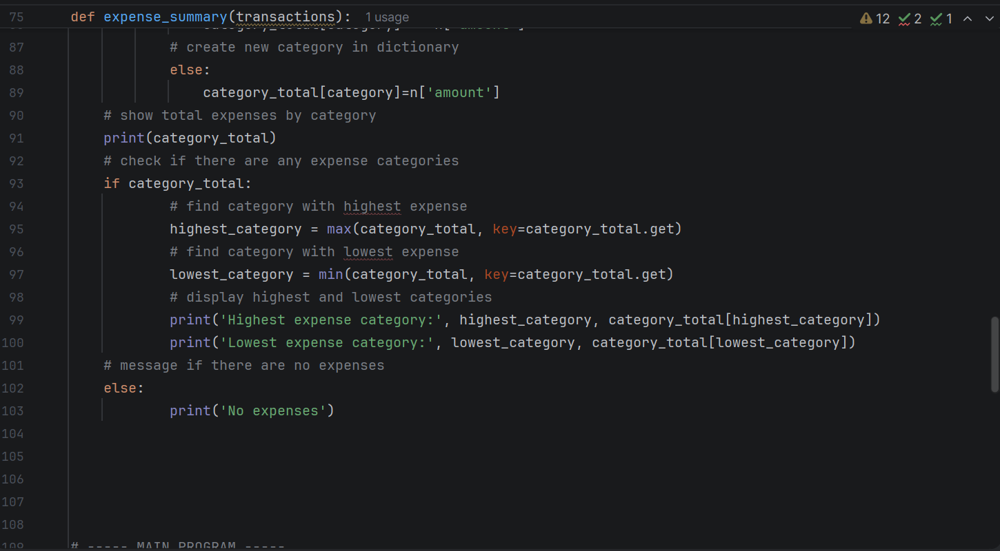 75 def expense_summary(transactions): 1 usage 12 2 1
87 # create new category in dictionary
88 else:
89 category_total[category]=n['amount']
90 # show total expenses by category
91 print(category_total)
92 # check if there are any expense categories
93 if category_total:
94 # find category with highest expense
95 highest_category = max(category_total, key=category_total.get)
96 # find category with lowest expense
97 lowest_category = min(category_total, key=category_total.get)
98 # display highest and lowest categories
99 print('Highest expense category:', highest_category, category_total[highest_category])
100 print('Lowest expense category:', lowest_category, category_total[lowest_category])
101 # message if there are no expenses
102 else:
103 print('No expenses')
104
105
106
107
108
109 # ----- MAIN PROGRAM -----